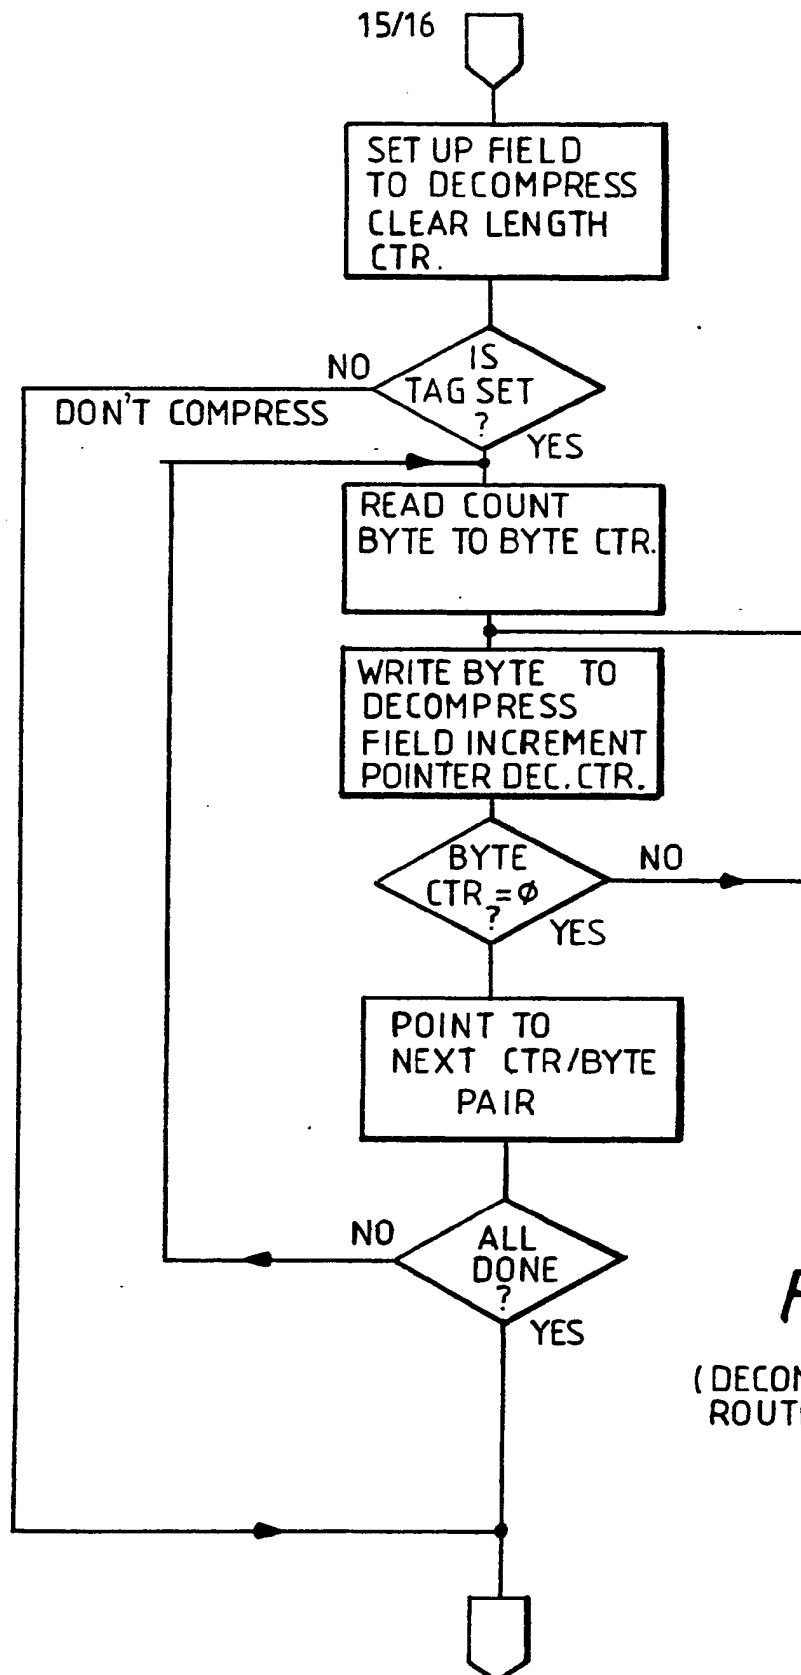 15/16
SET UP FIELD
TO DECOMPRESS
CLEAR LENGTH
CTR.
IS
TAG SET
?
NO
DON'T COMPRESS
YES
READ COUNT
BYTE TO BYTE CTR.
WRITE BYTE TO
DECOMPRESS
FIELD INCREMENT
POINTER DEC. CTR.
BYTE
CTR = Ø
?
NO
YES
POINT TO
NEXT CTR/BYTE
PAIR
NO
ALL
DONE
?
YES
(DECOM
ROUT